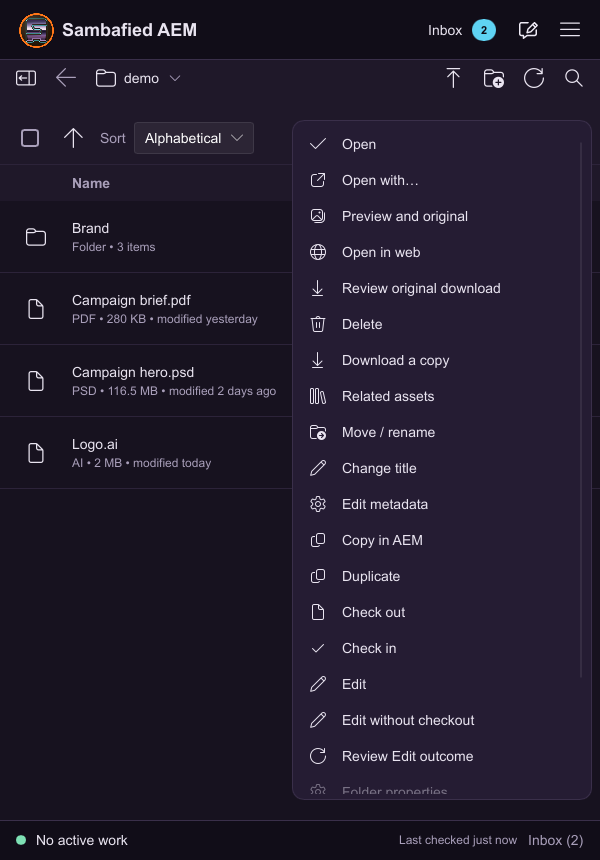 Sambafied AEM
Inbox 2
demo
Sort Alphabetical
Name
Brand
Folder • 3 items
Campaign brief.pdf
PDF • 280 KB • modified yesterday
Campaign hero.psd
PSD • 116.5 MB • modified 2 days ago
Logo.ai
AI • 2 MB • modified today
Open
Open with…
Preview and original
Open in web
Review original download
Delete
Download a copy
Related assets
Move / rename
Change title
Edit metadata
Copy in AEM
Duplicate
Check out
Check in
Edit
Edit without checkout
Review Edit outcome
Folder properties
No active work
Last checked just now Inbox (2)